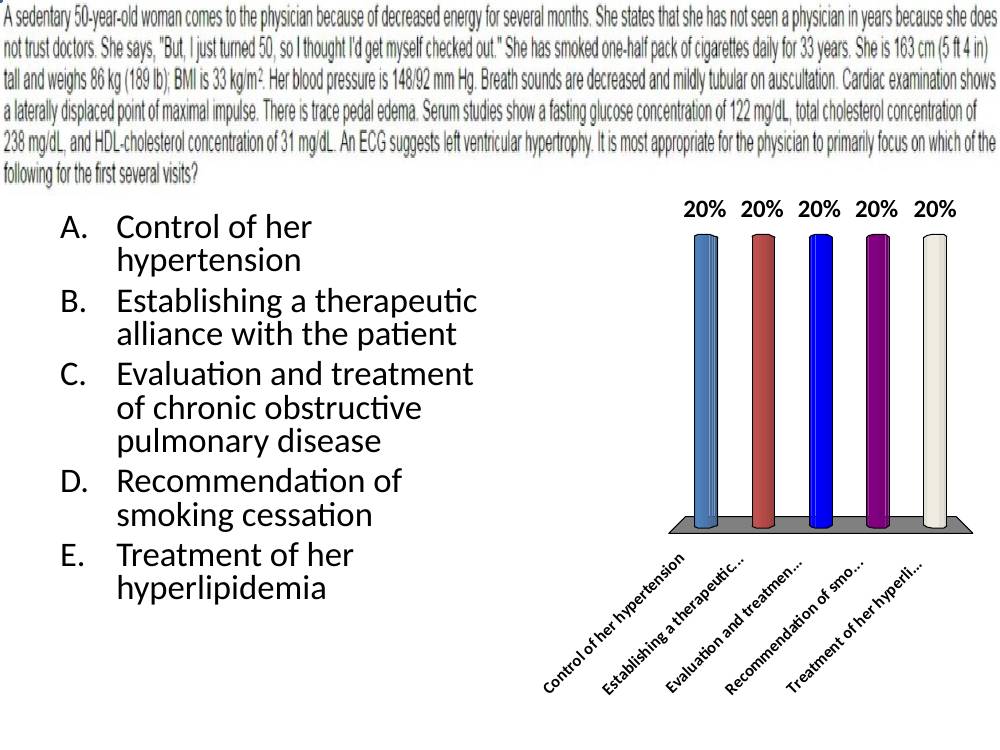 A sedentary 50-year-old woman comes to the physician because of decreased energy for several months. She states that she has not seen a physician in years because she does
not trust doctors. She says, "But, I just turned 50, so I thought I'd get myself checked out." She has smoked one-half pack of cigarettes daily for 33 years. She is 163 cm (5 ft 4 in)
tall and weighs 86 kg (189 lb); BMI is 33 kg/m². Her blood pressure is 148/92 mm Hg. Breath sounds are decreased and mildly tubular on auscultation. Cardiac examination shows
a laterally displaced point of maximal impulse. There is trace pedal edema. Serum studies show a fasting glucose concentration of 122 mg/dL, total cholesterol concentration of
238 mg/dL, and HDL-cholesterol concentration of 31 mg/dL. An ECG suggests left ventricular hypertrophy. It is most appropriate for the physician to primarily focus on which of the
following for the first several visits?
A. Control of her
hypertension
B. Establishing a therapeutic
alliance with the patient
C. Evaluation and treatment
of chronic obstructive
pulmonary disease
D. Recommendation of
smoking cessation
E. Treatment of her
hyperlipidemia
20% 20% 20% 20% 20%
Control of her hypertension
Establishing a therapeutic...
Evaluation and treatmen...
Recommendation of smo...
Treatment of her hyperli...